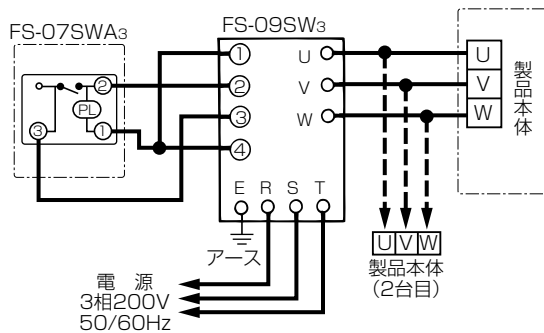 FS-07SWA3
FS-09SW3
①
②
③
④
②
PL
③
①
U
V
W
U
V
W
製品本体
E R S T
アース
U V W
製品本体
(2台目)
電 源
3相200V
50/60Hz